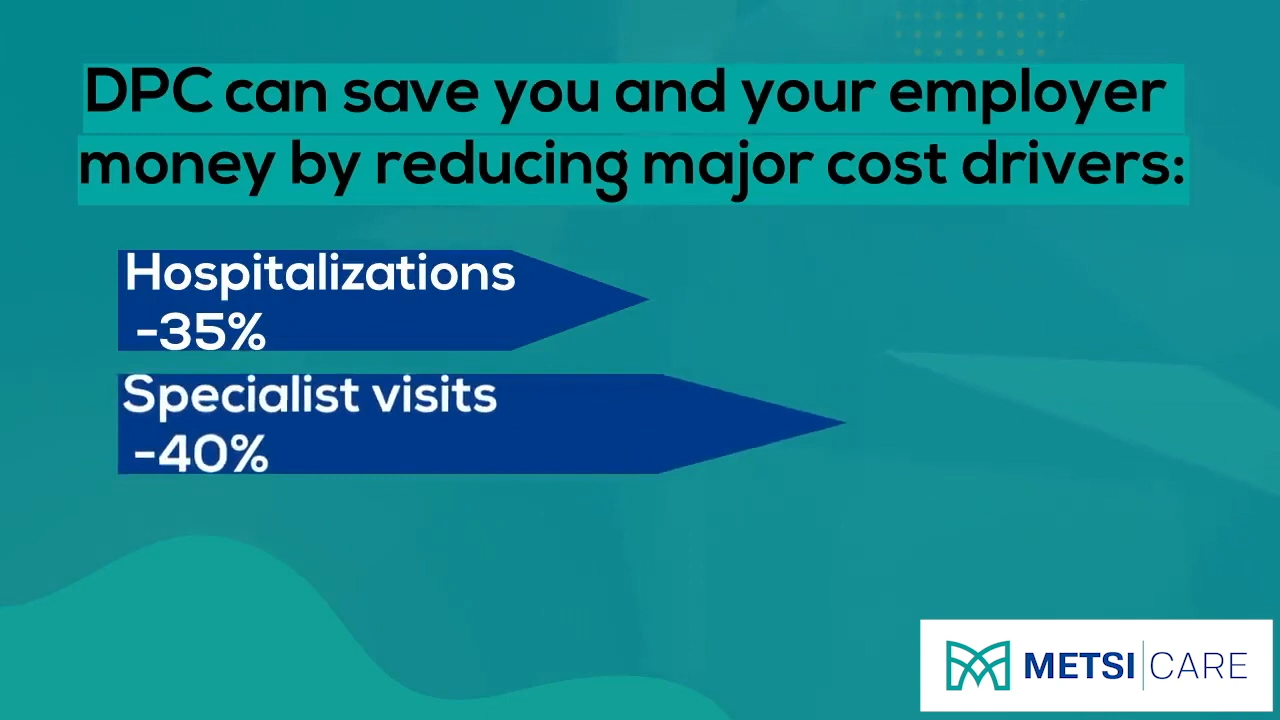 DPC can save you and your employer
money by reducing major cost drivers:
Hospitalizations
-35%
Specialist visits
-40%
METSI CARE